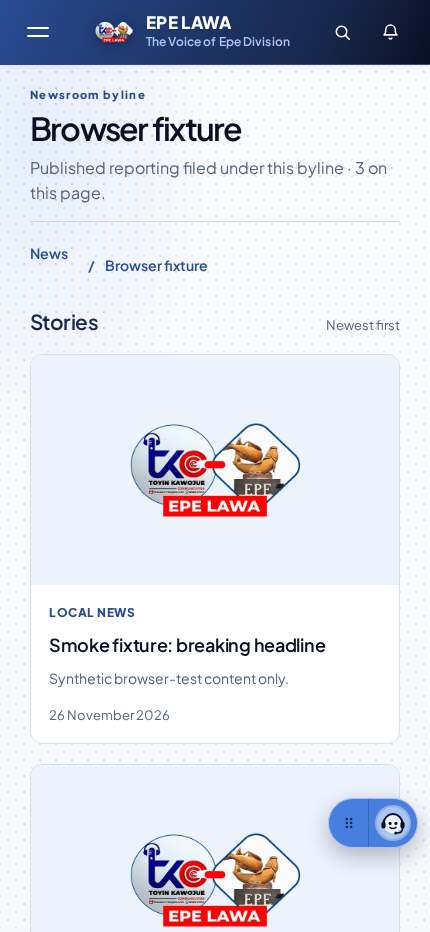 EPE LAWA
The Voice of Epe Division
Newsroom byline
Browser fixture
Published reporting filed under this byline · 3 on
this page.
News
/ Browser fixture
Stories
Newest first
TOYIN KAWOJUE
EPE
EPE LAWA
LOCAL NEWS
Smoke fixture: breaking headline
Synthetic browser-test content only.
26 November 2026
TOYIN KAWOJUE
EPE
EPE LAWA